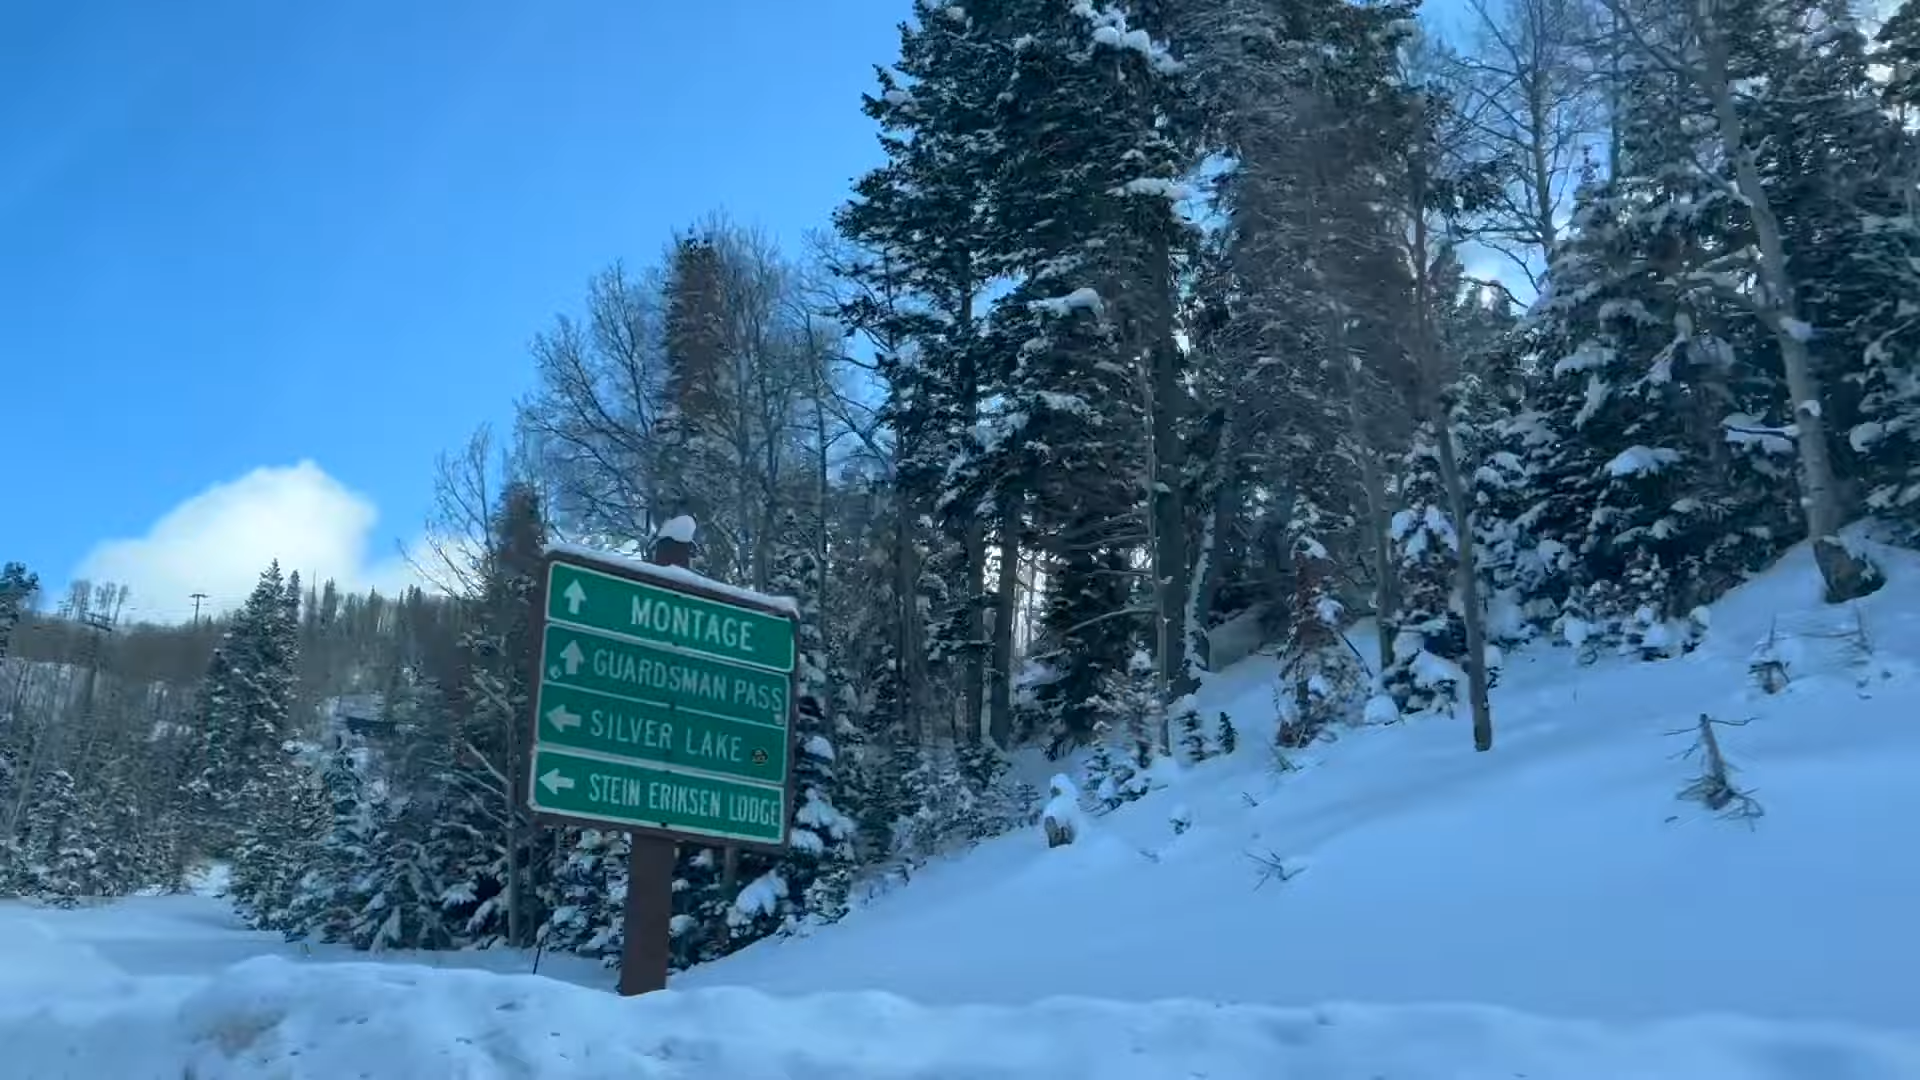 MONTAGE
GUARDSMAN PASS
SILVER LAKE
STEIN ERIKSEN LODGE